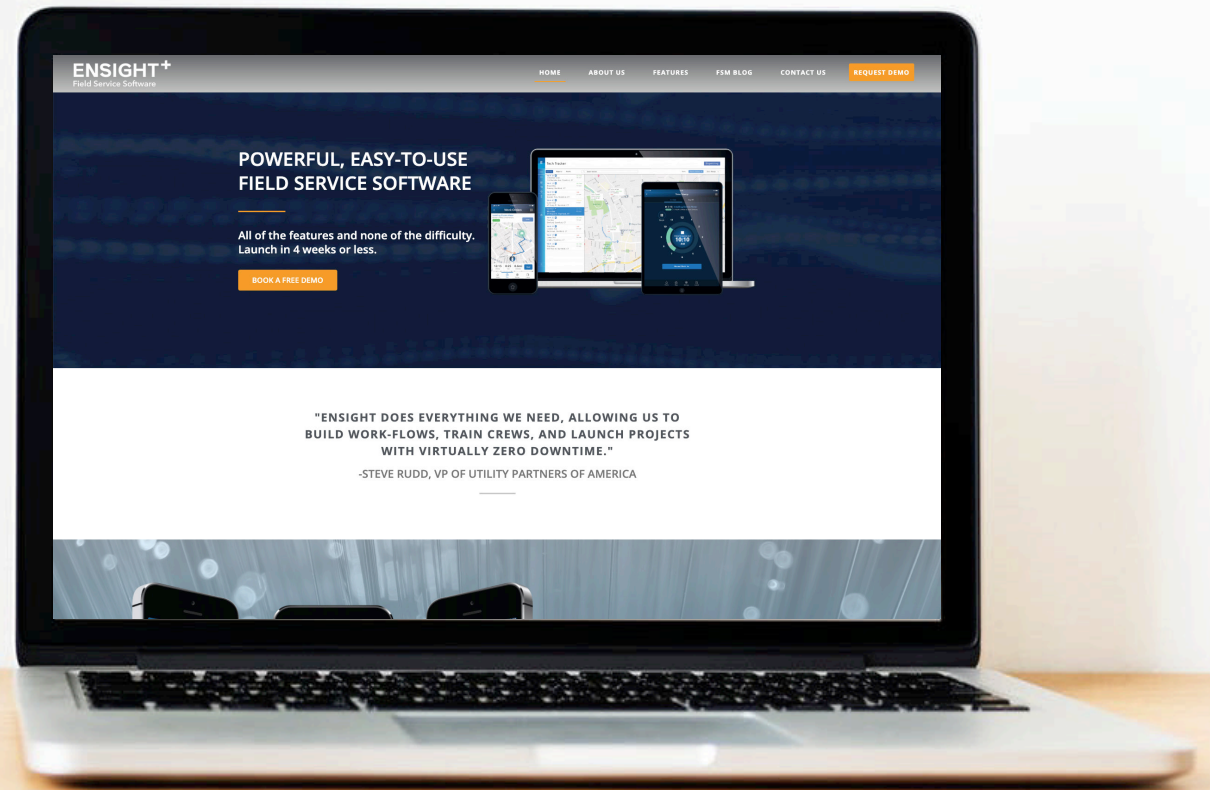 ENSIGHT+
Field Service Software
HOME ABOUT US FEATURES FSM BLOG CONTACT US REQUEST DEMO
POWERFUL, EASY-TO-USE
FIELD SERVICE SOFTWARE
All of the features and none of the difficulty.
Launch in 4 weeks or less.
BOOK A FREE DEMO
10:10
"ENSIGHT DOES EVERYTHING WE NEED, ALLOWING US TO
BUILD WORK-FLOWS, TRAIN CREWS, AND LAUNCH PROJECTS
WITH VIRTUALLY ZERO DOWNTIME."
-STEVE RUDD, VP OF UTILITY PARTNERS OF AMERICA